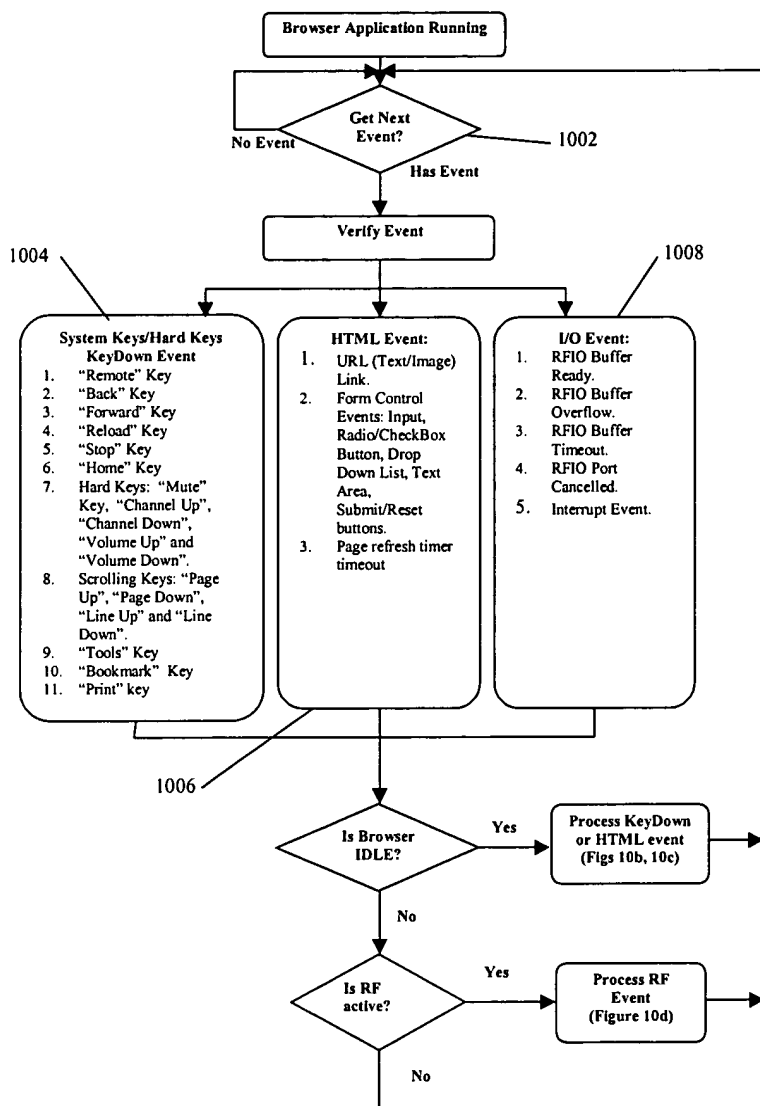 Browser Application Running
Get Next
Event?
No Event
1002
Has Event
Verify Event
1004
1008
System Keys/Hard Keys
KeyDown Event
1. “Remote” Key
2. “Back” Key
3. “Forward” Key
4. “Reload” Key
5. “Stop” Key
6. “Home” Key
7. Hard Keys: “Mute”
Key, “Channel Up”,
“Channel Down”,
“Volume Up” and
“Volume Down”.
8. Scrolling Keys: “Page
Up”, “Page Down”,
“Line Up” and “Line
Down”.
9. “Tools” Key
10. “Bookmark” Key
11. “Print” key
HTML Event:
1. URL (Text/Image)
Link.
2. Form Control
Events: Input,
Radio/CheckBox
Button, Drop
Down List, Text
Area,
Submit/Reset
buttons.
3. Page refresh timer
timeout
I/O Event:
1. RFIO Buffer
Ready.
2. RFIO Buffer
Overflow.
3. RFIO Buffer
Timeout.
4. RFIO Port
Cancelled.
5. Interrupt Event.
1006
Is Browser
IDLE?
Yes
Process KeyDown
or HTML event
(Figs 10b, 10c)
No
Is RF
active?
Yes
Process RF
Event
(Figure 10d)
No